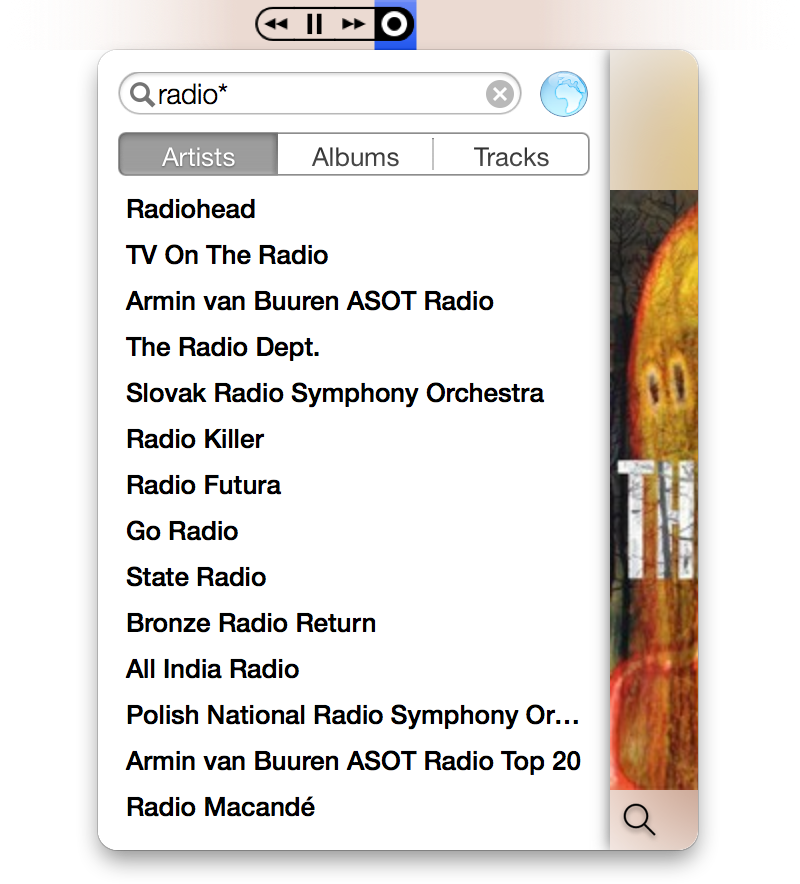 radio*
Artists Albums Tracks
Radiohead
TV On The Radio
Armin van Buuren ASOT Radio
The Radio Dept.
Slovak Radio Symphony Orchestra
Radio Killer
Radio Futura
Go Radio
State Radio
Bronze Radio Return
All India Radio
Polish National Radio Symphony Or…
Armin van Buuren ASOT Radio Top 20
Radio Macandé
TH